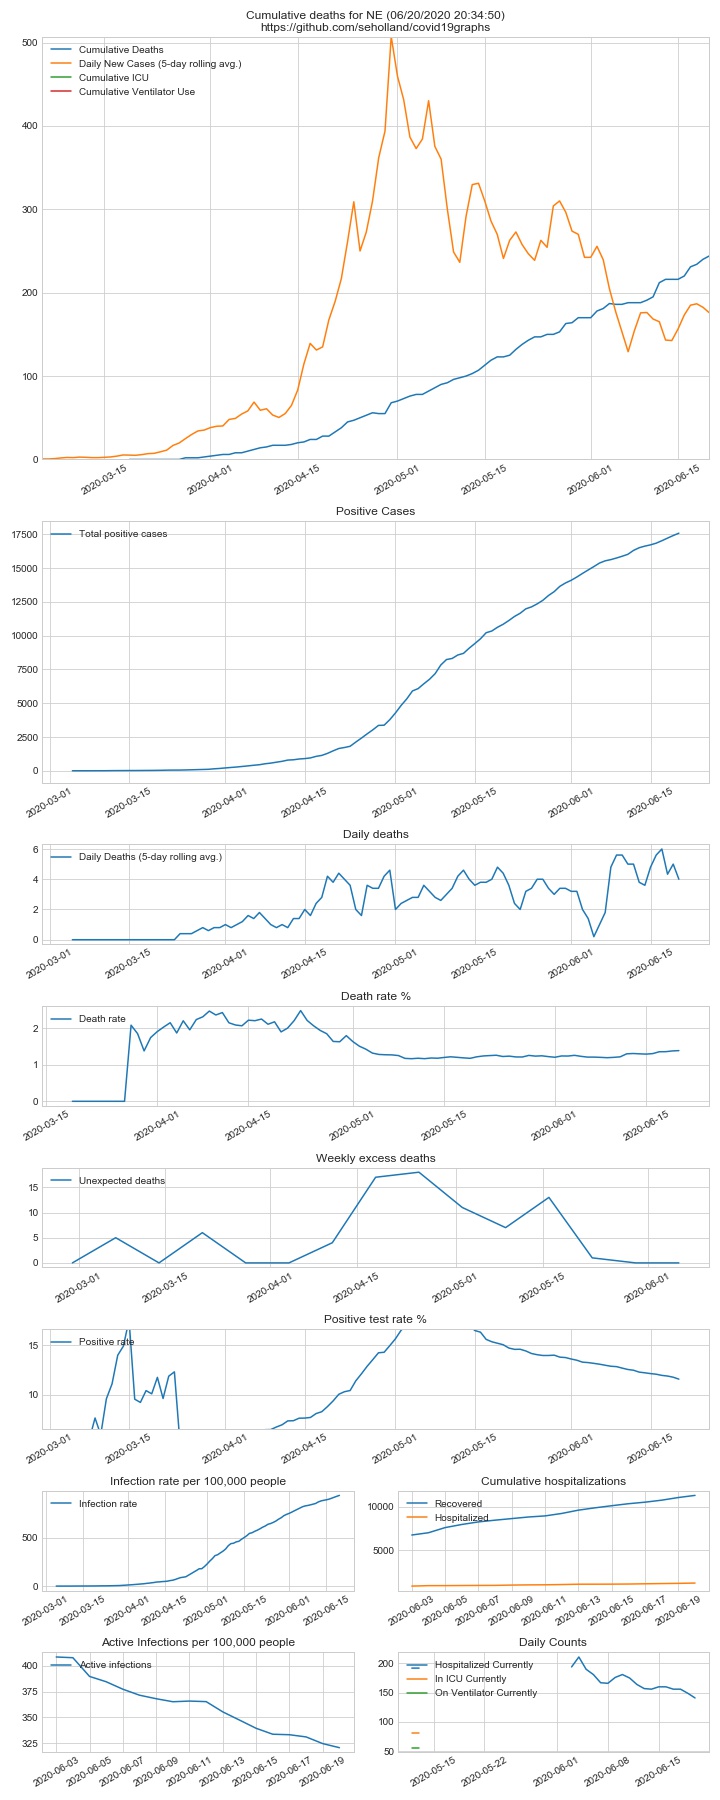 Cumulative deaths for NE (06/20/2020 20:34:50)
https://github.com/seholland/covid19graphs
Cumulative Deaths
Daily New Cases (5-day rolling avg.)
Cumulative ICU
Cumulative Ventilator Use
500
400
300
200
100
0
2020-03-15 2020-04-01 2020-04-15 2020-05-01 2020-05-15 2020-06-01 2020-06-15
Positive Cases
Total positive cases
17500
15000
12500
10000
7500
5000
2500
0
2020-03-01 2020-03-15 2020-04-01 2020-04-15 2020-05-01 2020-05-15 2020-06-01 2020-06-15
Daily deaths
Daily Deaths (5-day rolling avg.)
6
4
2
0
2020-03-01 2020-03-15 2020-04-01 2020-04-15 2020-05-01 2020-05-15 2020-06-01 2020-06-15
Death rate %
Death rate
2
1
0
2020-03-15 2020-04-01 2020-04-15 2020-05-01 2020-05-15 2020-06-01 2020-06-15
Weekly excess deaths
Unexpected deaths
15
10
5
0
2020-03-01 2020-03-15 2020-04-01 2020-04-15 2020-05-01 2020-05-15 2020-06-01
Positive test rate %
Positive rate
15
10
2020-03-01 2020-03-15 2020-04-01 2020-04-15 2020-05-01 2020-05-15 2020-06-01 2020-06-15
Infection rate per 100,000 people
Infection rate
500
0
2020-03-01 2020-03-15 2020-04-01 2020-04-15 2020-05-01 2020-05-15 2020-06-01 2020-06-15
Cumulative hospitalizations
Recovered
Hospitalized
10000
5000
2020-06-03 2020-06-05 2020-06-07 2020-06-09 2020-06-11 2020-06-13 2020-06-15 2020-06-17 2020-06-19
Active Infections per 100,000 people
Active infections
400
375
350
325
2020-06-03 2020-06-05 2020-06-07 2020-06-09 2020-06-11 2020-06-13 2020-06-15 2020-06-17 2020-06-19
Daily Counts
Hospitalized Currently
In ICU Currently
On Ventilator Currently
200
150
100
50
2020-05-15 2020-05-22 2020-06-01 2020-06-08 2020-06-15